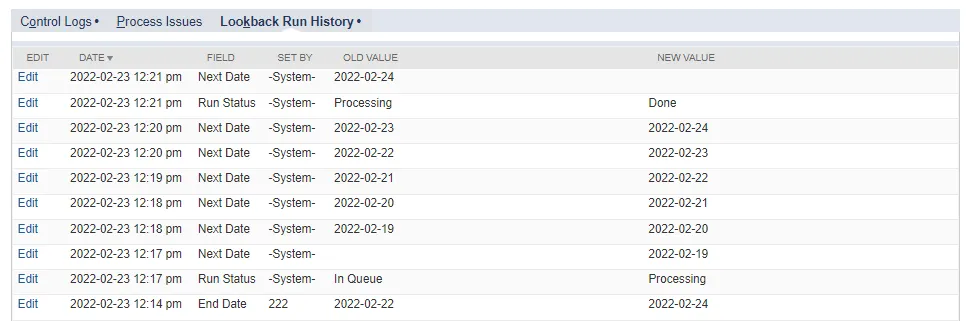 Control Logs • Process Issues Lookback Run History •
EDIT DATE ▼ FIELD SET BY OLD VALUE NEW VALUE
Edit 2022-02-23 12:21 pm Next Date -System- 2022-02-24
Edit 2022-02-23 12:21 pm Run Status -System- Processing Done
Edit 2022-02-23 12:20 pm Next Date -System- 2022-02-23 2022-02-24
Edit 2022-02-23 12:20 pm Next Date -System- 2022-02-22 2022-02-23
Edit 2022-02-23 12:19 pm Next Date -System- 2022-02-21 2022-02-22
Edit 2022-02-23 12:18 pm Next Date -System- 2022-02-20 2022-02-21
Edit 2022-02-23 12:18 pm Next Date -System- 2022-02-19 2022-02-20
Edit 2022-02-23 12:17 pm Next Date -System- 2022-02-19
Edit 2022-02-23 12:17 pm Run Status -System- In Queue Processing
Edit 2022-02-23 12:14 pm End Date 222 2022-02-22 2022-02-24